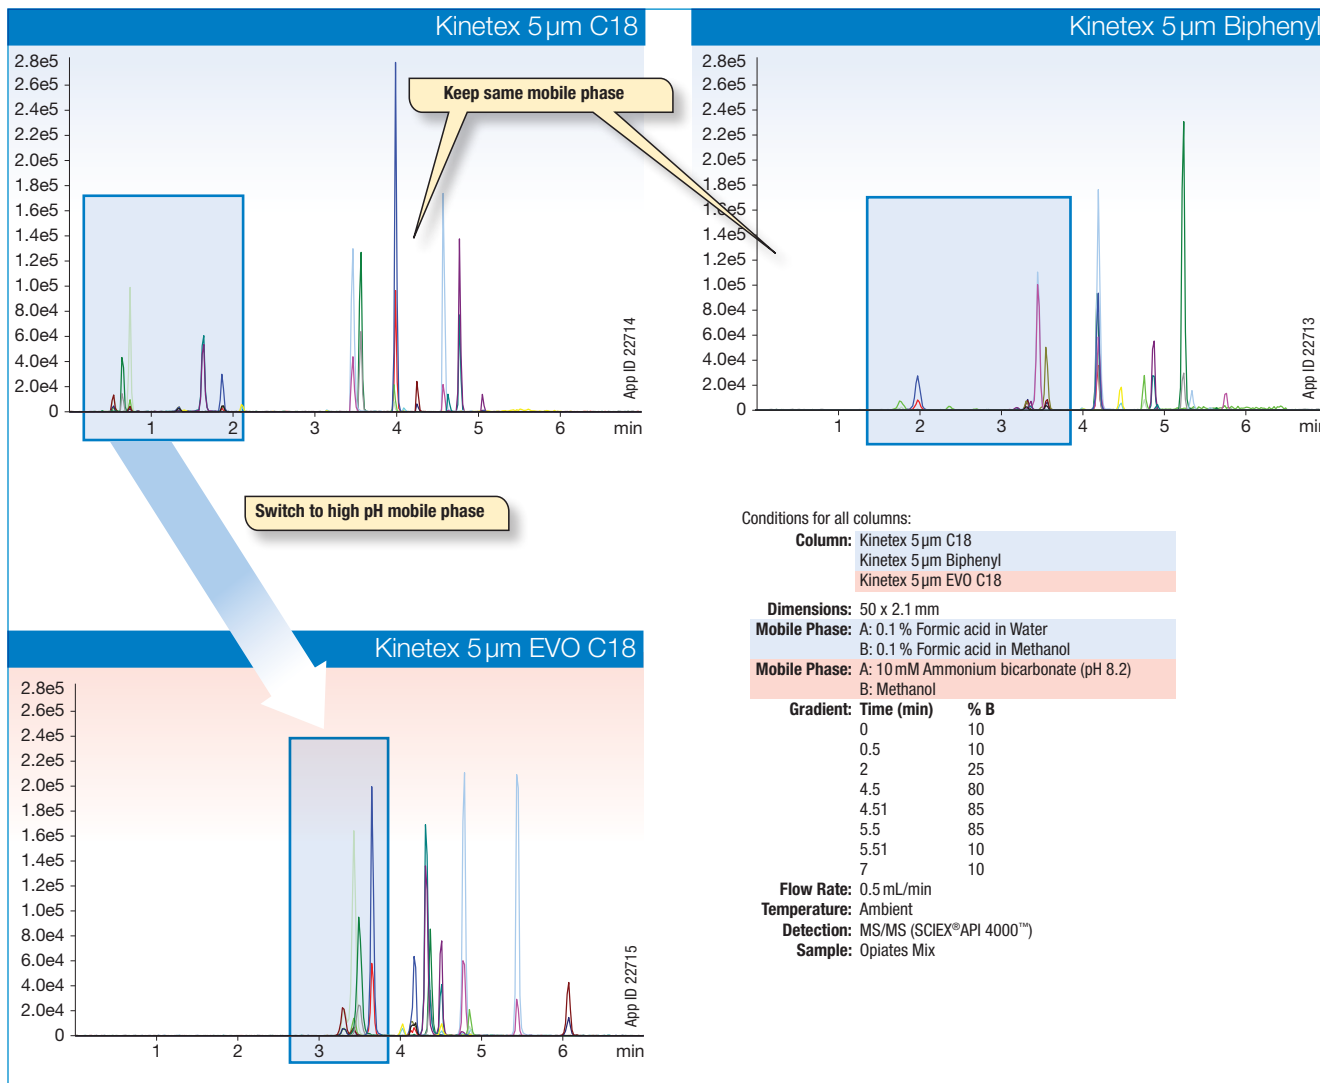 Kinetex 5 µm C18
2.8e5
2.6e5
2.4e5
2.2e5
2.0e5
1.8e5
1.6e5
1.4e5
1.2e5
1.0e5
8.0e4
6.0e4
4.0e4
2.0e4
0
1 2 3 4 5 6 min
App ID 22714
Keep same mobile phase
Kinetex 5 µm Biphenyl
2.8e5
2.6e5
2.4e5
2.2e5
2.0e5
1.8e5
1.6e5
1.4e5
1.2e5
1.0e5
8.0e4
6.0e4
4.0e4
2.0e4
0
1 2 3 4 5 6 min
App ID 22713
Switch to high pH mobile phase
Kinetex 5 µm EVO C18
2.8e5
2.6e5
2.4e5
2.2e5
2.0e5
1.8e5
1.6e5
1.4e5
1.2e5
1.0e5
8.0e4
6.0e4
4.0e4
2.0e4
0
1 2 3 4 5 6 min
App ID 22715
Conditions for all columns:
Column: Kinetex 5 µm C18
Kinetex 5 µm Biphenyl
Kinetex 5 µm EVO C18
Dimensions: 50 x 2.1 mm
Mobile Phase: A: 0.1 % Formic acid in Water
B: 0.1 % Formic acid in Methanol
Mobile Phase: A: 10 mM Ammonium bicarbonate (pH 8.2)
B: Methanol
Gradient: Time (min) % B
0 10
0.5 10
2 25
4.5 80
4.51 85
5.5 85
5.51 10
7 10
Flow Rate: 0.5 mL/min
Temperature: Ambient
Detection: MS/MS (SCIEX® API 4000™)
Sample: Opiates Mix